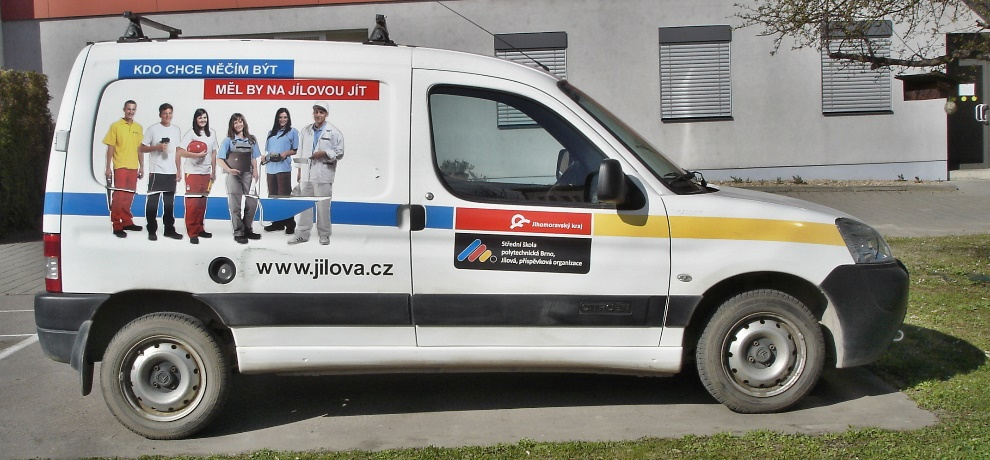 KDO CHCE NĚČÍM BÝT
MĚL BY NA JÍLOVOU JÍT
Jihomoravský kraj
Střední škola
polytechnická Brno,
Jílová, příspěvková organizace
www.jilova.cz
CITROËN